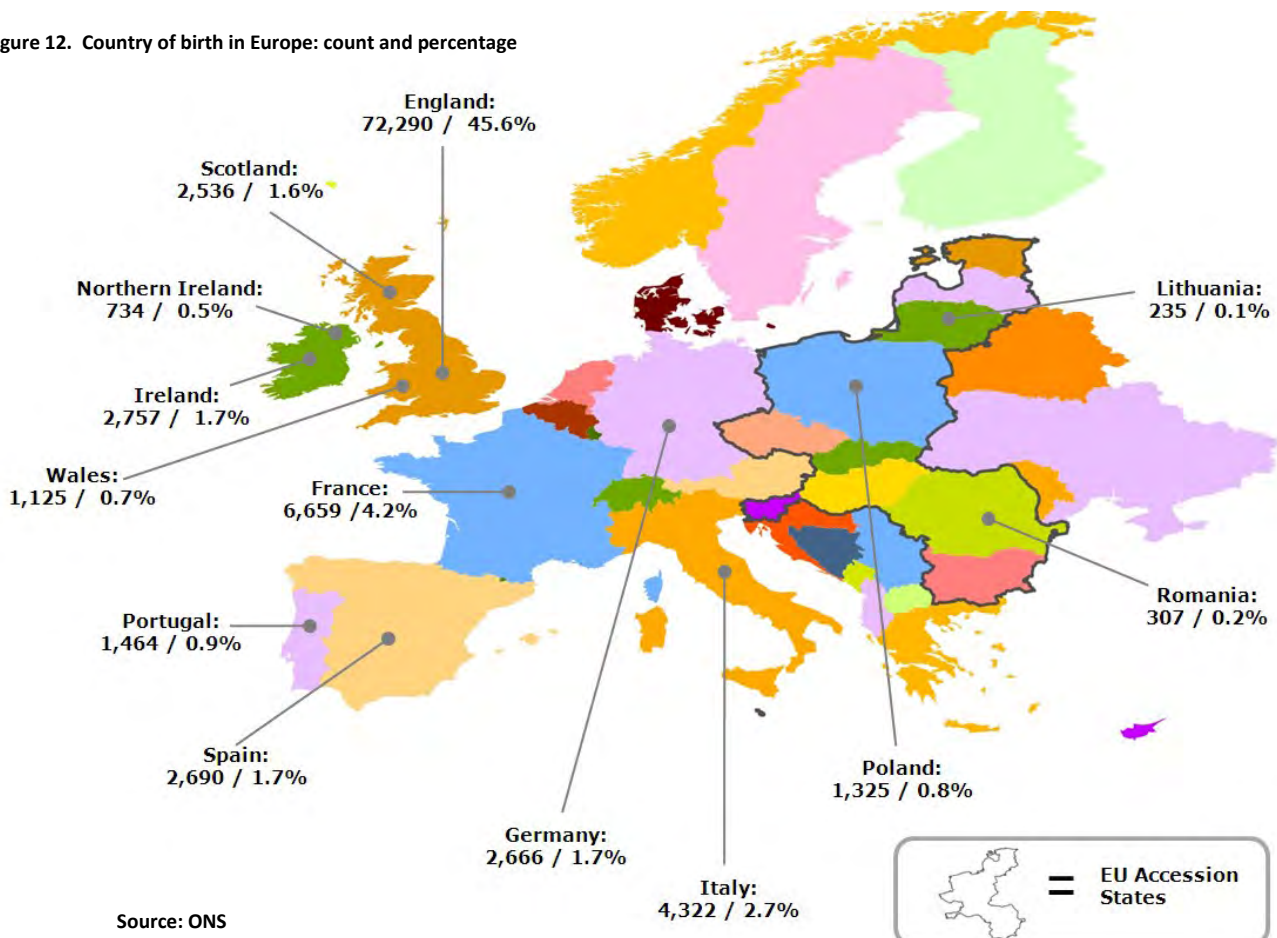 gure 12.  Country of birth in Europe: count and percentage
England:
72,290 /  45.6%
Scotland:
2,536 /  1.6%
Northern Ireland:
734 /  0.5%
Lithuania:
235 / 0.1%
Ireland:
2,757 / 1.7%
Wales:
1,125 /  0.7%
France:
6,659 /4.2%
Portugal:
1,464 / 0.9%
Romania:
307 / 0.2%
Spain:
2,690 / 1.7%
Poland:
1,325 / 0.8%
Germany:
2,666 / 1.7%
Italy:
4,322 / 2.7%
= EU Accession
States
Source: ONS